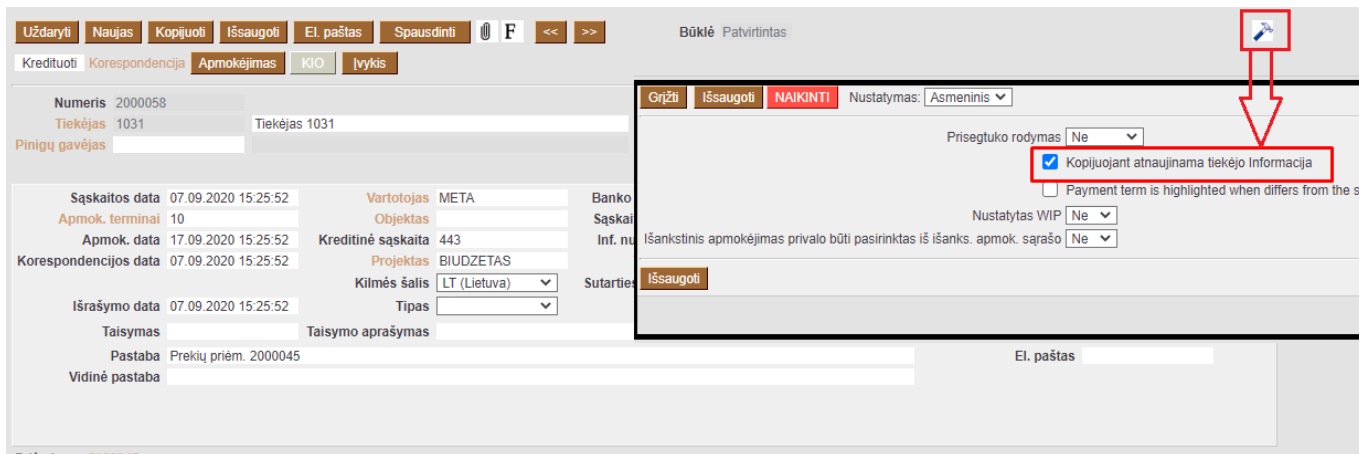 Uždaryti Naujas Kopijuoti Išsaugoti El. paštas Spausdinti F << >> Būklė Patvirtintas
Kredituoti Korespondencija Apmokėjimas KIO Įvykis
Numeris 2000058
Tiekėjas 1031 Tiekėjas 1031
Pinigų gavėjas
Sąskaitos data 07.09.2020 15:25:52 Vartotojas META Banko
Apmok. terminai 10 Objektas
Apmok. data 17.09.2020 15:25:52 Kreditinė sąskaita 443 Inf.
Korespondencijos data 07.09.2020 15:25:52 Projektas BIUDZETAS
Kilmės šalis LT (Lietuva)
Išrašymo data 07.09.2020 15:25:52 Tipas
Taisymas Taisymo aprašymas
Pastaba Prekių priėm. 2000045 El. paštas
Vidinė pastaba
Grįžti Išsaugoti NAIKINTI Nustatymas: Asmeninis
Prisegtuko rodymas Ne
Kopijuojant atnaujinama tiekėjo Informacija
Payment term is highlighted when differs from the s
Nustatytas WIP Ne
Išankstinis apmokėjimas privalo būti pasirinktas iš išanks. apmok. sąrašo Ne
Išsaugoti